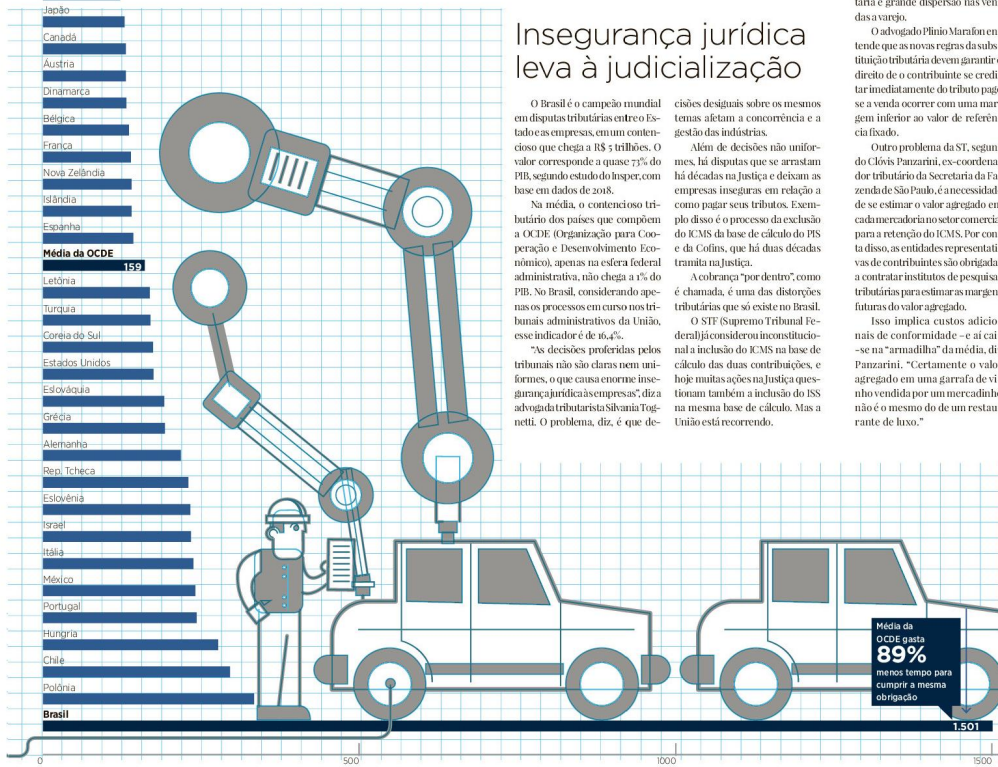 Japão
Canadá
Áustria
Dinamarca
Bélgica
França
Nova Zelândia
Islândia
Espanha
Média da OCDE
159
Letônia
Turquia
Coreia do Sul
Estados Unidos
Eslováquia
Grécia
Alemanha
Rep. Tcheca
Eslovênia
Israel
Itália
México
Portugal
Hungria
Chile
Polônia
Brasil
1.501
0
500
1000
1500
Média da
OCDE gasta
89%
menos tempo para
cumprir a mesma
obrigação
Insegurança jurídica
leva à judicialização
O Brasil é o campeão mundial
em disputas tributárias entre o Es-
tado e as empresas, em um conten-
cioso que chega a R$ 5 trilhões. O
valor corresponde a quase 73% do
PIB, segundo estudo do Insper, com
base em dados de 2018.
Na média, o contencioso tri-
butário dos países que compõem
a OCDE (Organização para Coo-
peração e Desenvolvimento Eco-
nômico), apenas na esfera federal
administrativa, não chega a 1% do
PIB. No Brasil, considerando ape-
nas os processos em curso nos tri-
bunais administrativos da União,
esse indicador é de 16,4%.
“As decisões proferidas pelos
tribunais não são claras nem uni-
formes, o que causa enorme inse-
gurança jurídica às empresas”, diz a
advogada tributarista Silvania Tog-
netti. O problema, diz, é que de-
cisões desiguais sobre os mesmos
temas afetam a concorrência e a
gestão das indústrias.
Além de decisões não unifor-
mes, há disputas que se arrastam
há décadas na Justiça e deixam as
empresas inseguras em relação a
como pagar seus tributos. Exem-
plo disso é o processo da exclusão
do ICMS da base de cálculo do PIS
e da Cofins, que há duas décadas
tramita na Justiça.
A cobrança “por dentro”, como
é chamada, é uma das distorções
tributárias que só existe no Brasil.
O STF (Supremo Tribunal Fe-
deral) já considerou inconstitucio-
nal a inclusão do ICMS na base de
cálculo das duas contribuições, e
hoje muitas ações na Justiça ques-
tionam também a inclusão do ISS
na mesma base de cálculo. Mas a
União está recorrendo.
tária e grande dispersão nas ven
das a varejo.
O advogado Plinio Marafon en
tende que as novas regras da subs
tituição tributária devem garantir o
direito de o contribuinte se credi
tar imediatamente do tributo pago
se a venda ocorrer com uma mar
gem inferior ao valor de referên
cia fixado.
Outro problema da ST, segun
do Clóvis Panzarini, ex-coordena
dor tributário da Secretaria da Fa
zenda de São Paulo, é a necessidad
de se estimar o valor agregado em
cada mercadoria no setor comercia
para a retenção do ICMS. Por con
ta disso, as entidades representati
vas de contribuintes são obrigada
a contratar institutos de pesquisa
tributárias para estimar as margen
futuras do valor agregado.
Isso implica custos adicio
nais de conformidade –e aí cai
-se na “armadilha” da média, di
Panzarini. “Certamente o valo
agregado em uma garrafa de vi
nho vendida por um mercadinho
não é o mesmo do de um restau
rante de luxo.”